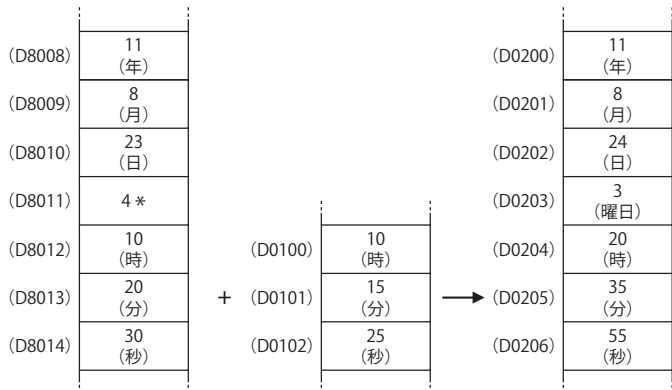 (D8008) 11
(年)
(D8009) 8
(月)
(D8010) 23
(日)
(D8011) 4 *
(D8012) 10
(時)
(D8013) 20
(分)
(D8014) 30
(秒)
+
(D0100) 10
(時)
(D0101) 15
(分)
(D0102) 25
(秒)
(D0200) 11
(年)
(D0201) 8
(月)
(D0202) 24
(日)
(D0203) 3
(曜日)
(D0204) 20
(時)
(D0205) 35
(分)
(D0206) 55
(秒)